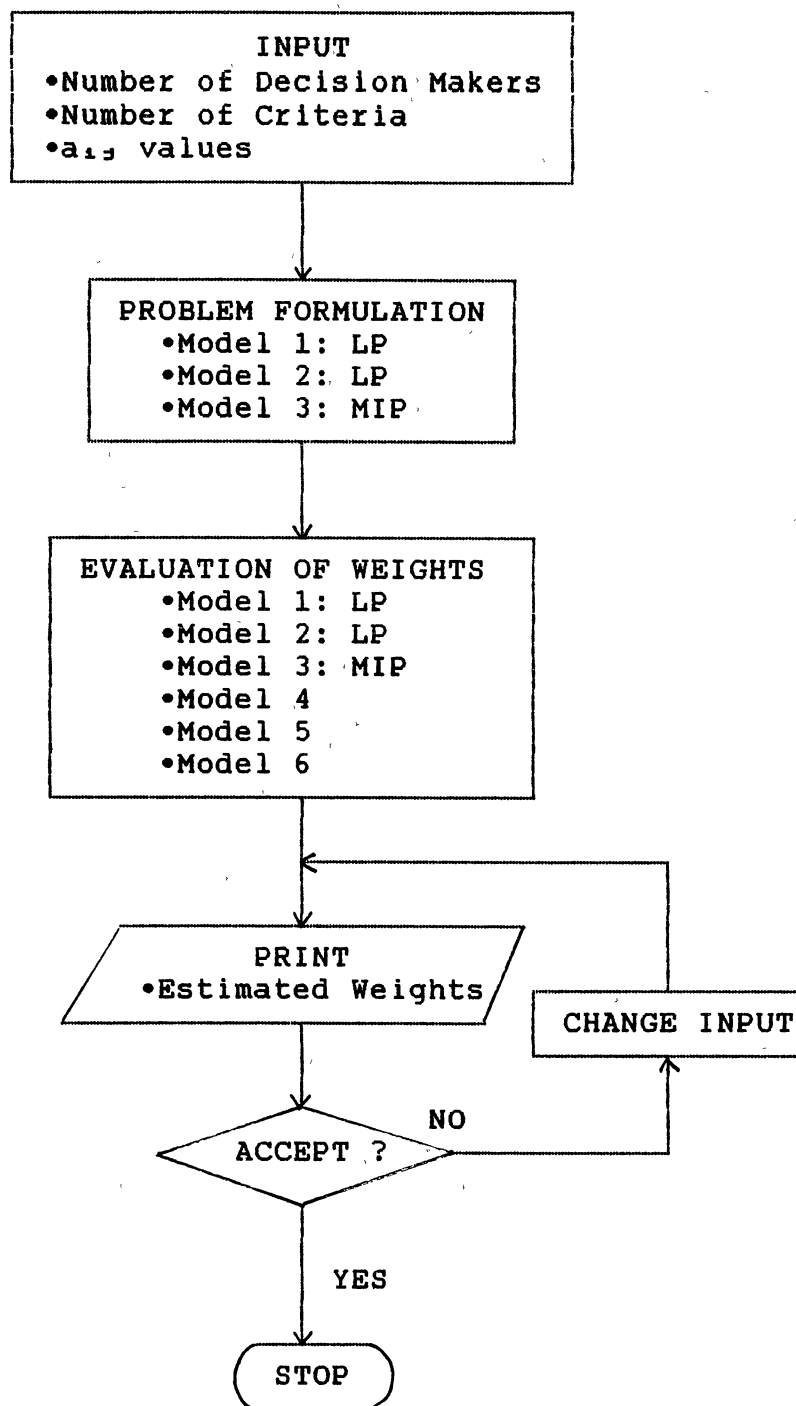 INPUT
•Number of Decision Makers
•Number of Criteria
•aᵢⱼ values
PROBLEM FORMULATION
•Model 1: LP
•Model 2: LP
•Model 3: MIP
EVALUATION OF WEIGHTS
•Model 1: LP
•Model 2: LP
•Model 3: MIP
•Model 4
•Model 5
•Model 6
PRINT
•Estimated Weights
CHANGE INPUT
NO
ACCEPT ?
YES
STOP